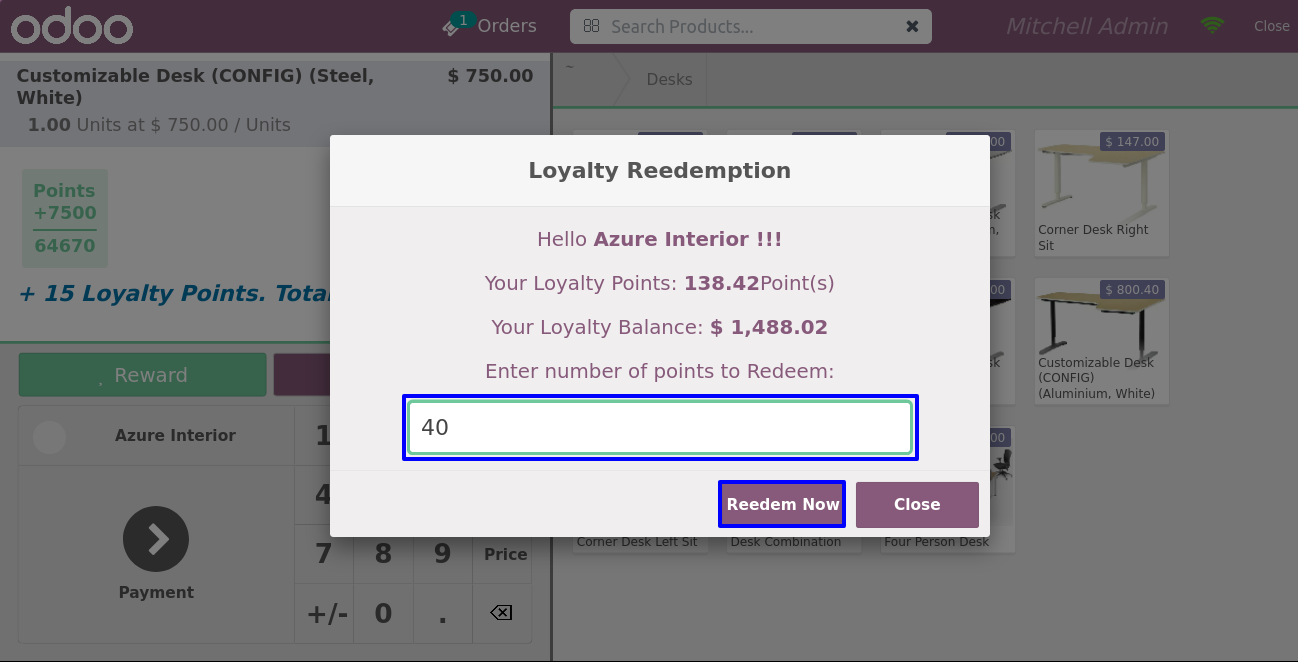 odoo
1
Orders
Search Products...
Mitchell Admin
Close
Customizable Desk (CONFIG) (Steel, White)
$ 750.00
1.00 Units at $ 750.00 / Units
Points
+7500
64670
+ 15 Loyalty Points. Total
Reward
Azure Interior
Payment
1
4
7
8
9
Price
+/-
0
.
~
Desks
$ 147.00
Corner Desk Right
Sit
$ 800.40
Customizable Desk
(CONFIG)
(Aluminium, White)
Corner Desk Left Sit
Desk Combination
Four Person Desk
Loyalty Reedemption
Hello Azure Interior !!!
Your Loyalty Points: 138.42Point(s)
Your Loyalty Balance: $ 1,488.02
Enter number of points to Redeem:
40
Reedem Now
Close